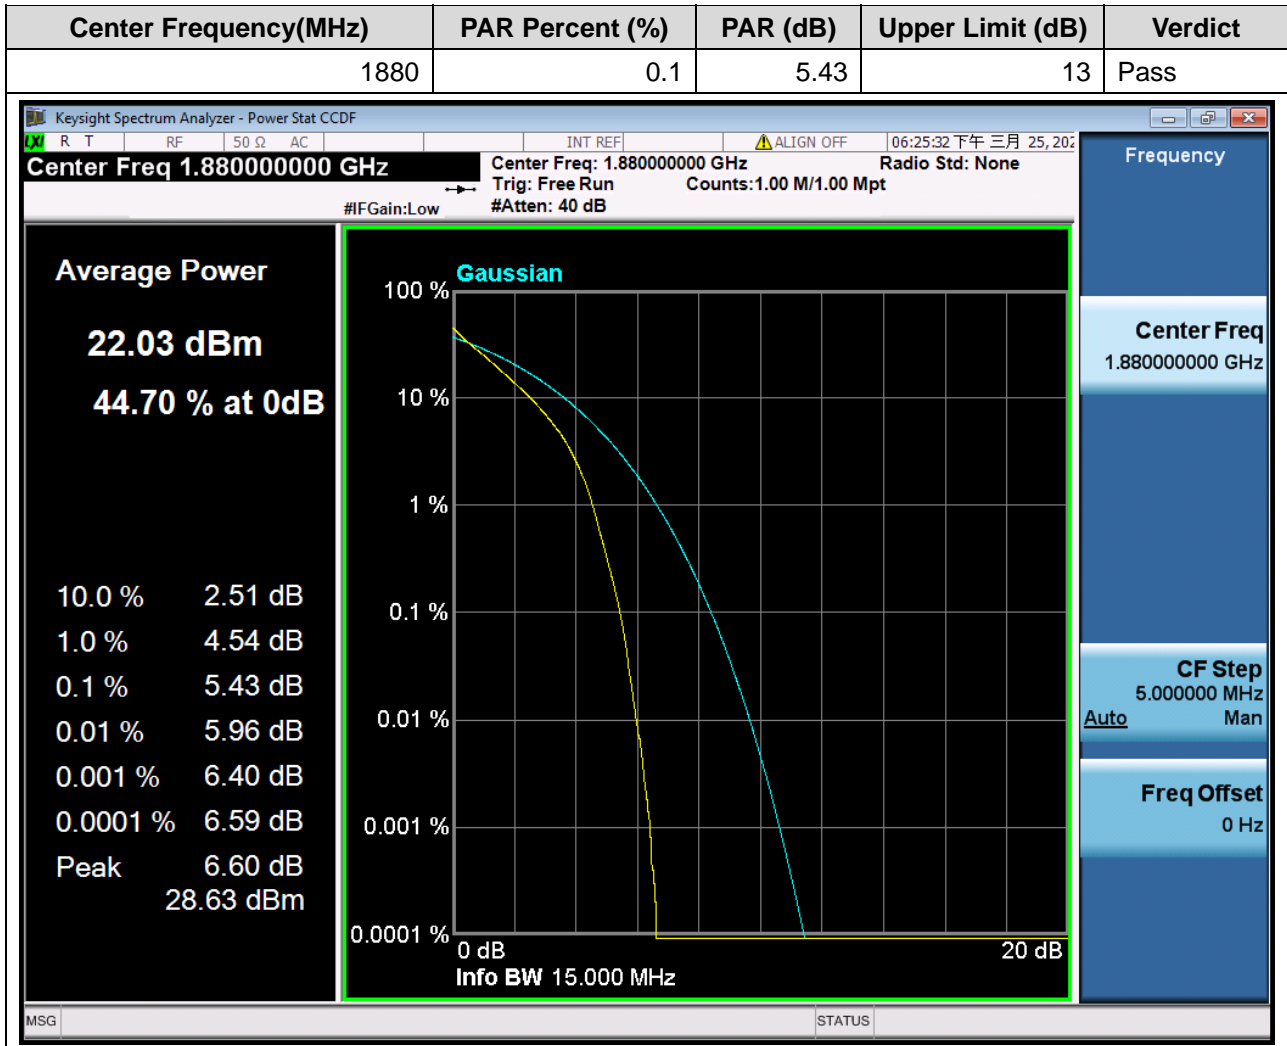 Center Frequency(MHz) PAR Percent (%) PAR (dB) Upper Limit (dB) Verdict
1880 0.1 5.43 13 Pass
Keysight Spectrum Analyzer - Power Stat CCDF
LXI R T RF 50 Ω AC INT REF ALIGN OFF 06:25:32 下午 三月 25, 202
Center Freq 1.880000000 GHz
Center Freq: 1.880000000 GHz Radio Std: None
Trig: Free Run Counts:1.00 M/1.00 Mpt
#IFGain:Low #Atten: 40 dB
Frequency
Average Power
22.03 dBm
44.70 % at 0dB
10.0 % 2.51 dB
1.0 % 4.54 dB
0.1 % 5.43 dB
0.01 % 5.96 dB
0.001 % 6.40 dB
0.0001 % 6.59 dB
Peak 6.60 dB
28.63 dBm
Gaussian
100 %
10 %
1 %
0.1 %
0.01 %
0.001 %
0.0001 %
0 dB 20 dB
Info BW 15.000 MHz
Center Freq
1.880000000 GHz
CF Step
5.000000 MHz
Auto Man
Freq Offset
0 Hz
MSG STATUS